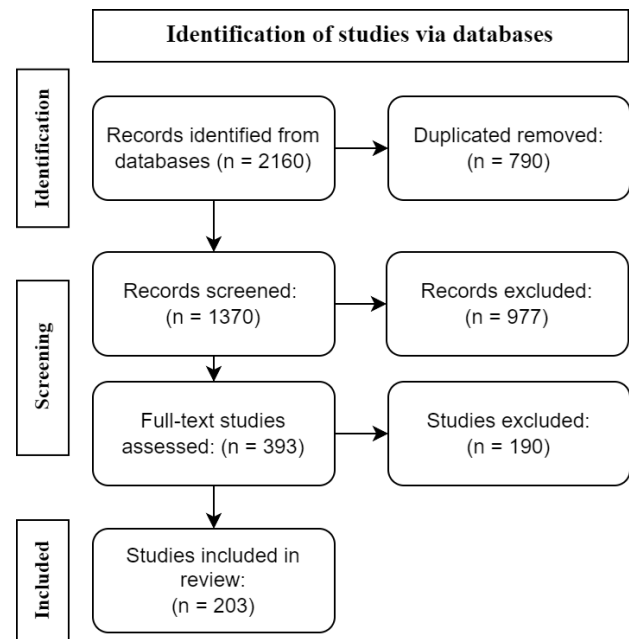 Identification of studies via databases
Identification
Records identified from
databases (n = 2160)
Duplicated removed:
(n = 790)
Screening
Records screened:
(n = 1370)
Records excluded:
(n = 977)
Full-text studies
assessed: (n = 393)
Studies excluded:
(n = 190)
Included
Studies included in
review:
(n = 203)